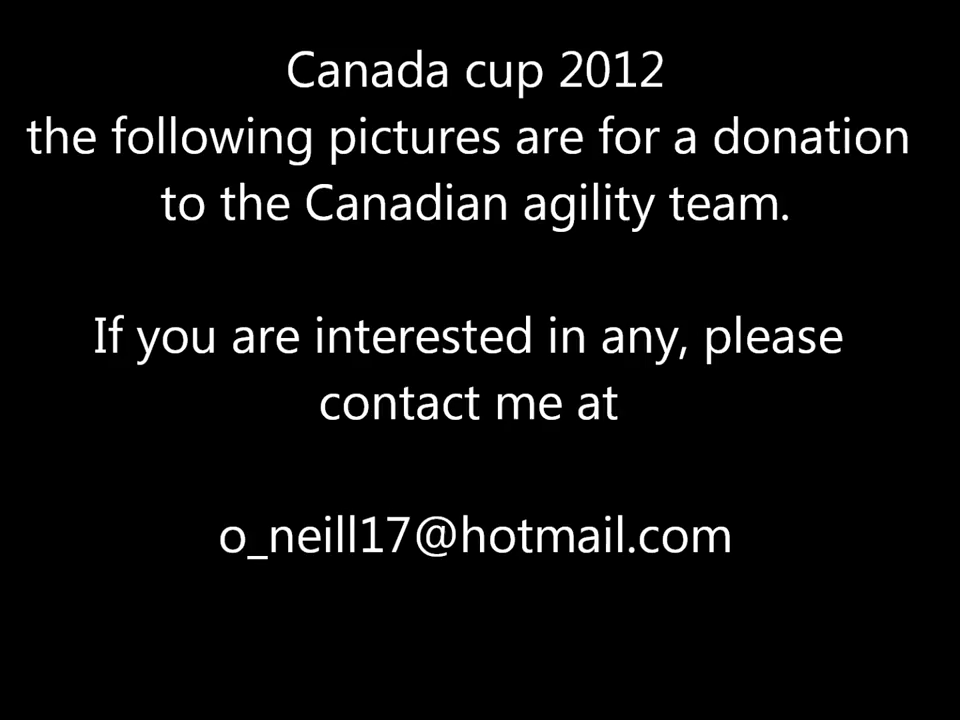 Canada cup 2012
the following pictures are for a donation
to the Canadian agility team.
If you are interested in any, please
contact me at
o_neill17@hotmail.com